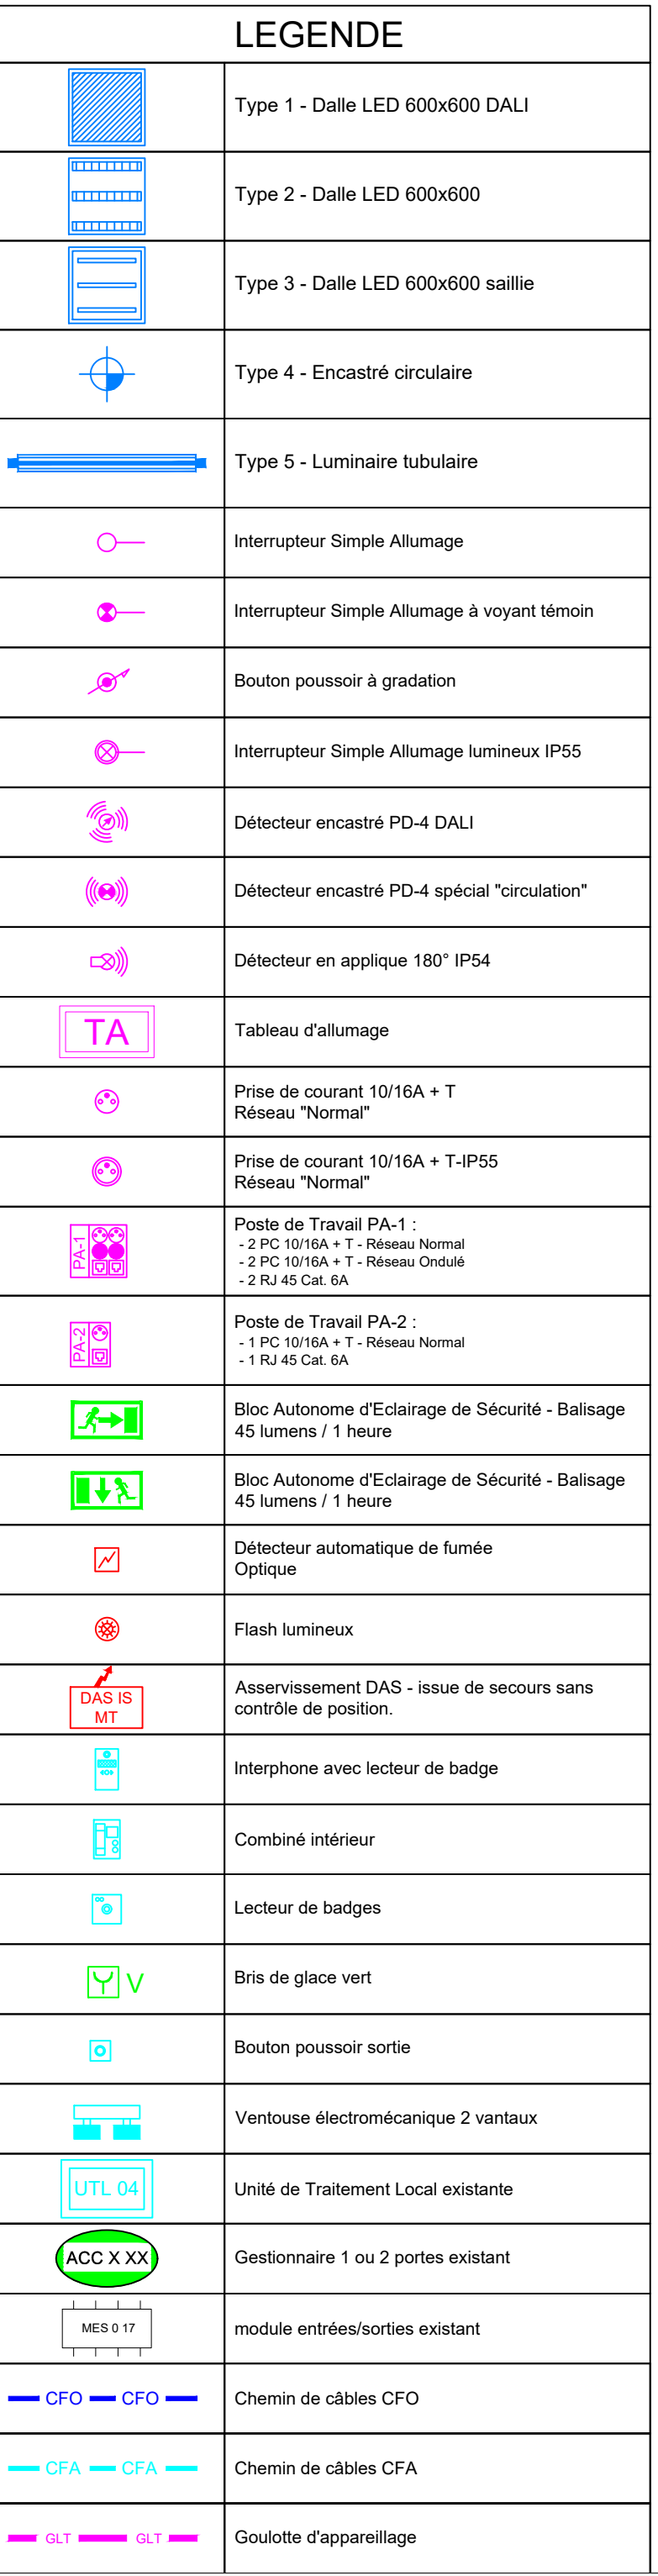 LEGENDE
Type 1 - Dalle LED 600x600 DALI
Type 2 - Dalle LED 600x600
Type 3 - Dalle LED 600x600 saillie
Type 4 - Encastré circulaire
Type 5 - Luminaire tubulaire
Interrupteur Simple Allumage
Interrupteur Simple Allumage à voyant témoin
Bouton poussoir à gradation
Interrupteur Simple Allumage lumineux IP55
Détecteur encastré PD-4 DALI
Détecteur encastré PD-4 spécial "circulation"
Détecteur en applique 180° IP54
TA
Tableau d'allumage
Prise de courant 10/16A + T
Réseau "Normal"
Prise de courant 10/16A + T-IP55
Réseau "Normal"
PA-1
Poste de Travail PA-1 :
- 2 PC 10/16A + T - Réseau Normal
- 2 PC 10/16A + T - Réseau Ondulé
- 2 RJ 45 Cat. 6A
PA-2
Poste de Travail PA-2 :
- 1 PC 10/16A + T - Réseau Normal
- 1 RJ 45 Cat. 6A
Bloc Autonome d'Eclairage de Sécurité - Balisage
45 lumens / 1 heure
Bloc Autonome d'Eclairage de Sécurité - Balisage
45 lumens / 1 heure
Détecteur automatique de fumée
Optique
Flash lumineux
DAS IS
MT
Asservissement DAS - issue de secours sans
contrôle de position.
Interphone avec lecteur de badge
Combiné intérieur
Lecteur de badges
V
Bris de glace vert
Bouton poussoir sortie
Ventouse électromécanique 2 vantaux
UTL 04
Unité de Traitement Local existante
ACC X XX
Gestionnaire 1 ou 2 portes existant
MES 0 17
module entrées/sorties existant
CFO CFO
Chemin de câbles CFO
CFA CFA
Chemin de câbles CFA
GLT GLT
Goulotte d'appareillage